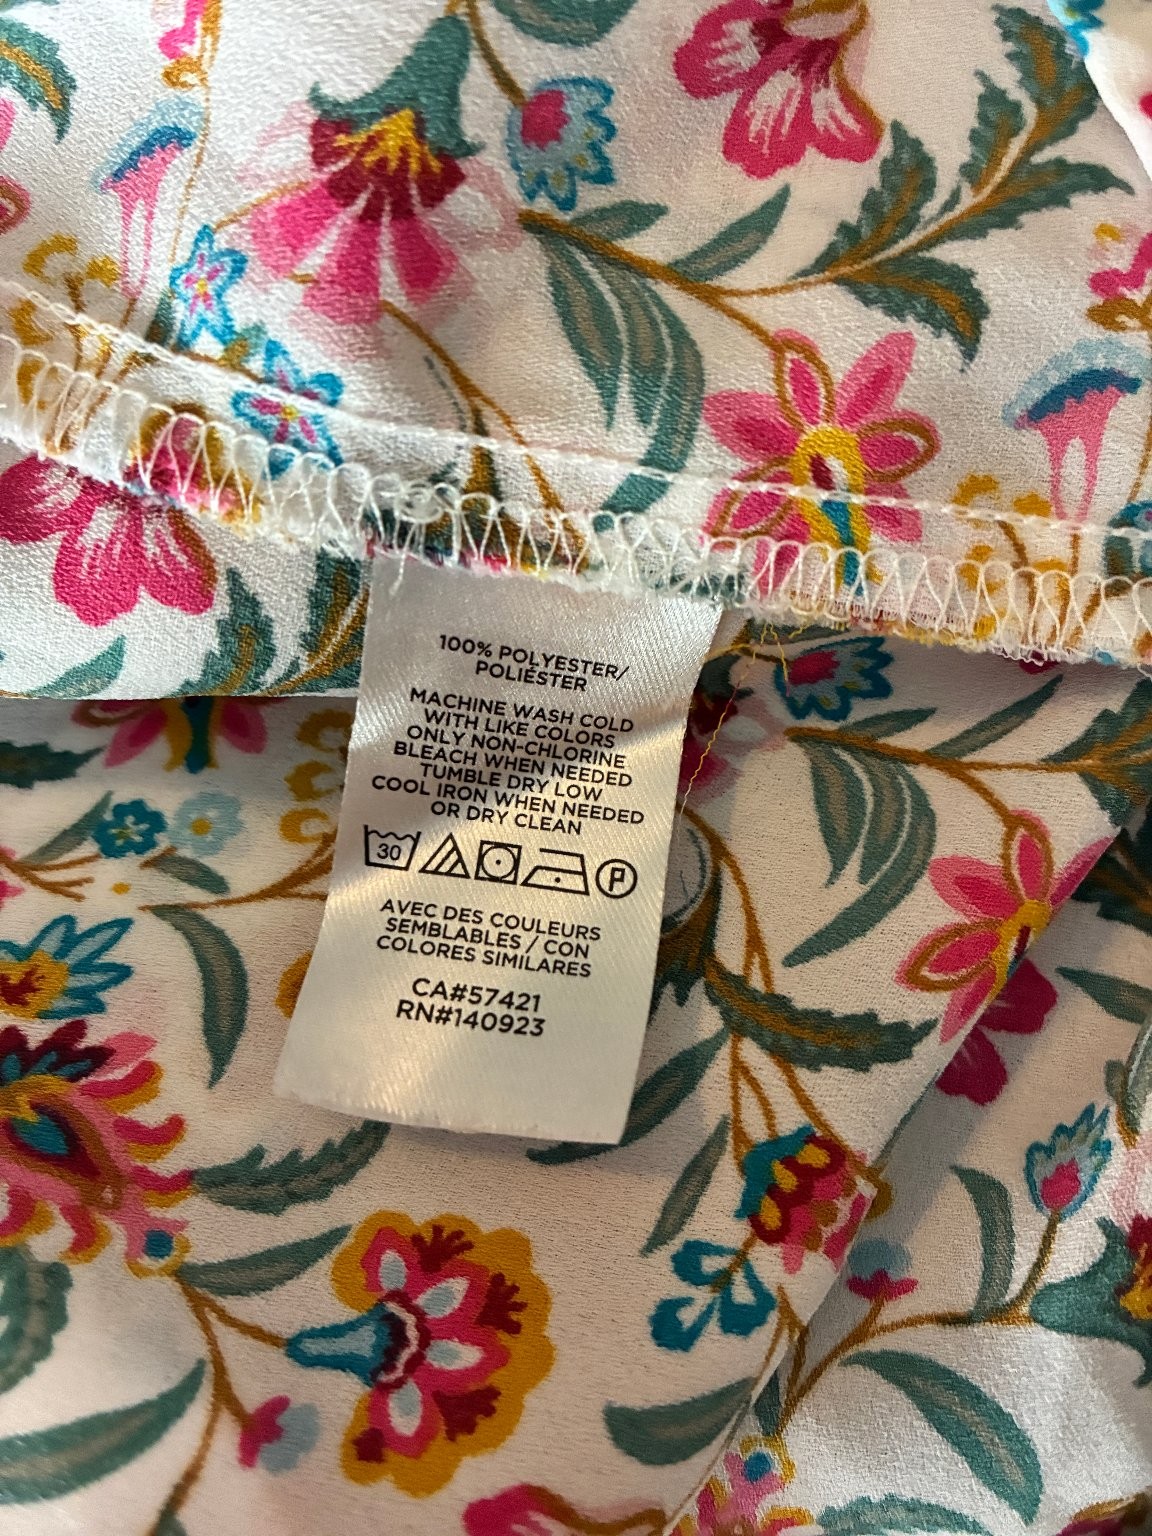 100% POLYESTER/
POLIÉSTER
MACHINE WASH COLD
WITH LIKE COLORS
ONLY NON-CHLORINE
BLEACH WHEN NEEDED
TUMBLE DRY LOW
COOL IRON WHEN NEEDED
OR DRY CLEAN
30 P
AVEC DES COULEURS
SEMBLABLES / CON
COLORES SIMILARES
CA#57421
RN#140923